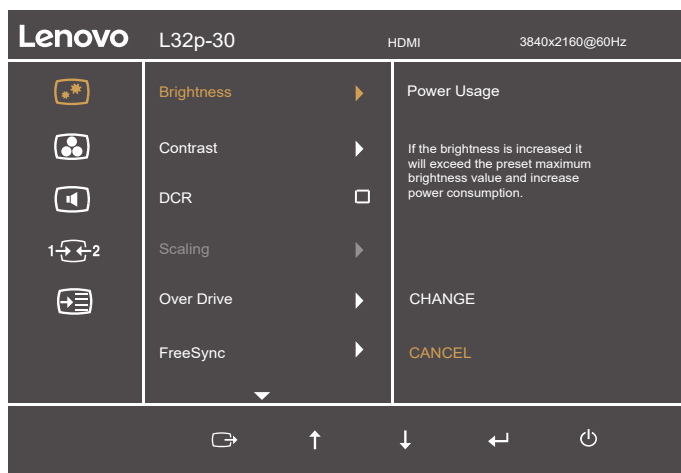 Lenovo L32p-30 HDMI 3840x2160@60Hz
Brightness
Contrast
DCR
Scaling
Over Drive
FreeSync
1 2
Power Usage
If the brightness is increased it
will exceed the preset maximum
brightness value and increase
power consumption.
CHANGE
CANCEL